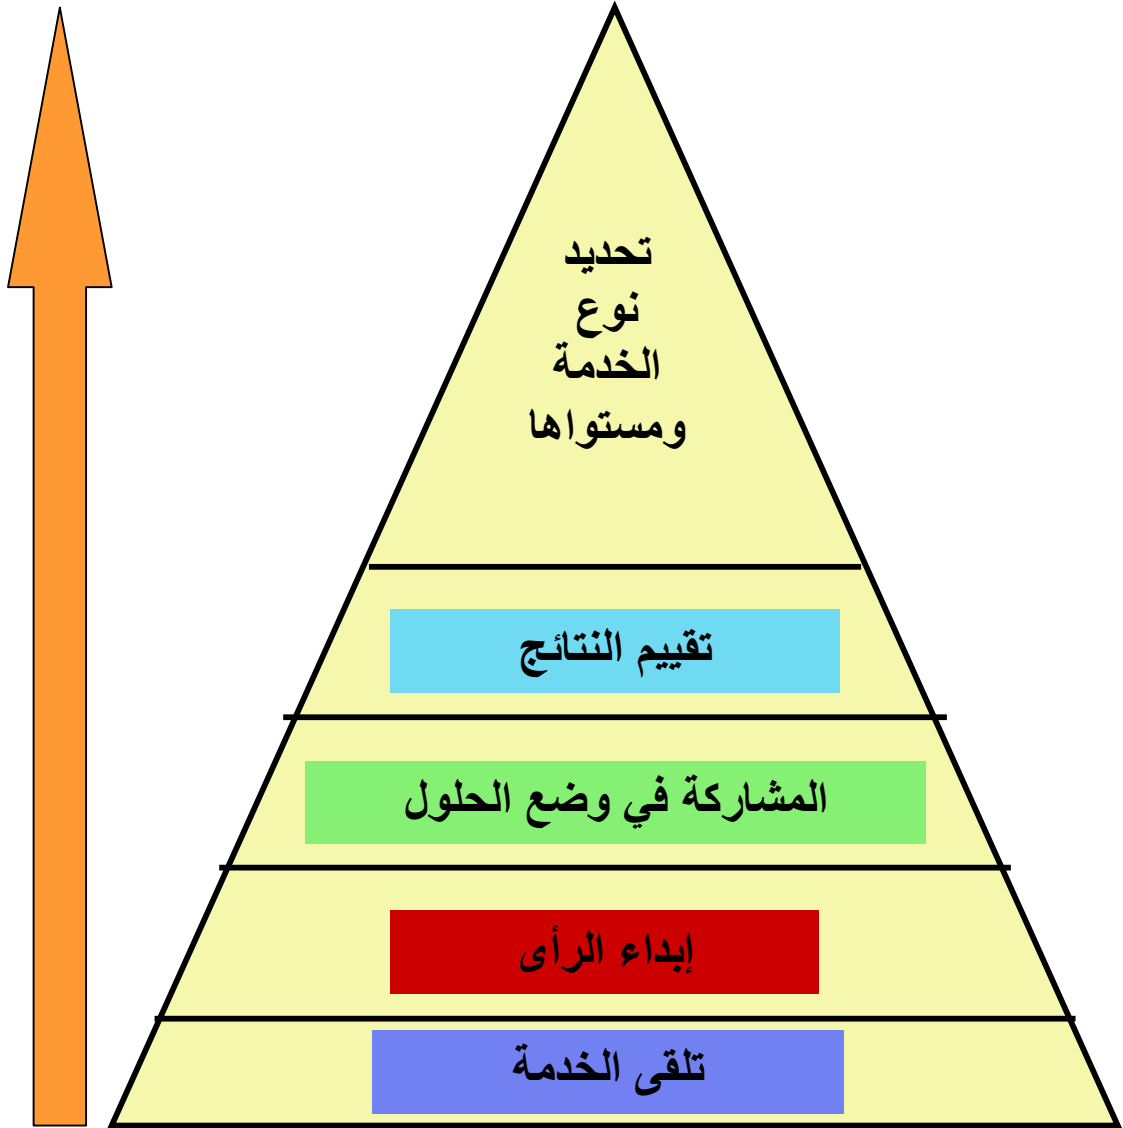 تحديد
نوع
الخدمة
ومستواها
تقييم النتائج
المشاركة في وضع الحلول
إبداء الرأى
تلقى الخدمة